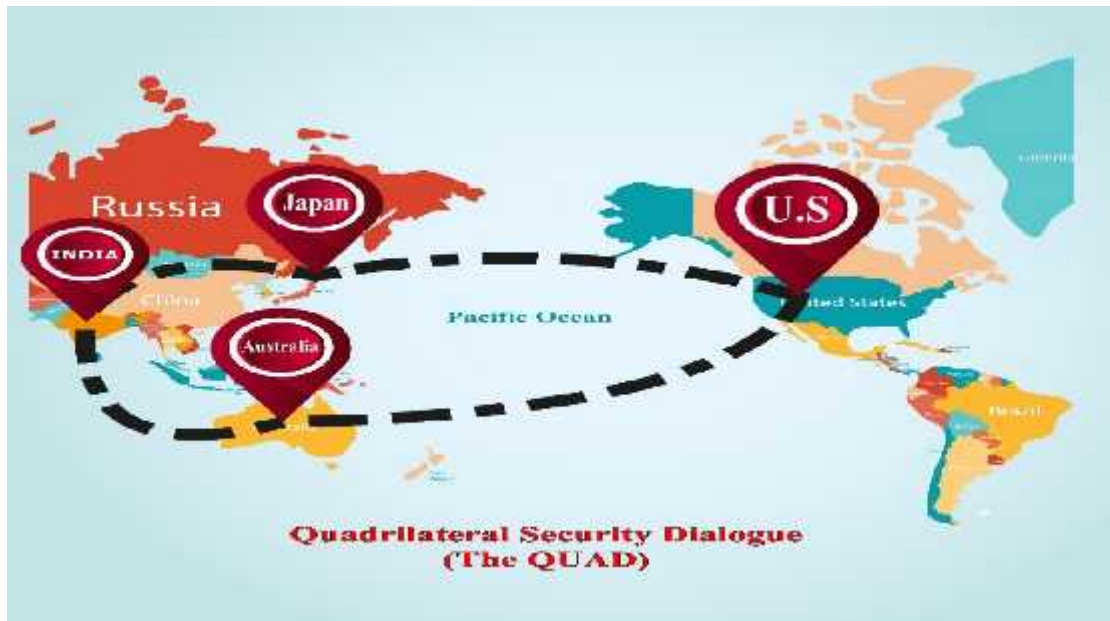 Russia
Japan
U.S
INDIA
China
United States
Pacific Ocean
Australia
Brazil
Quadrilateral Security Dialogue
(The QUAD)